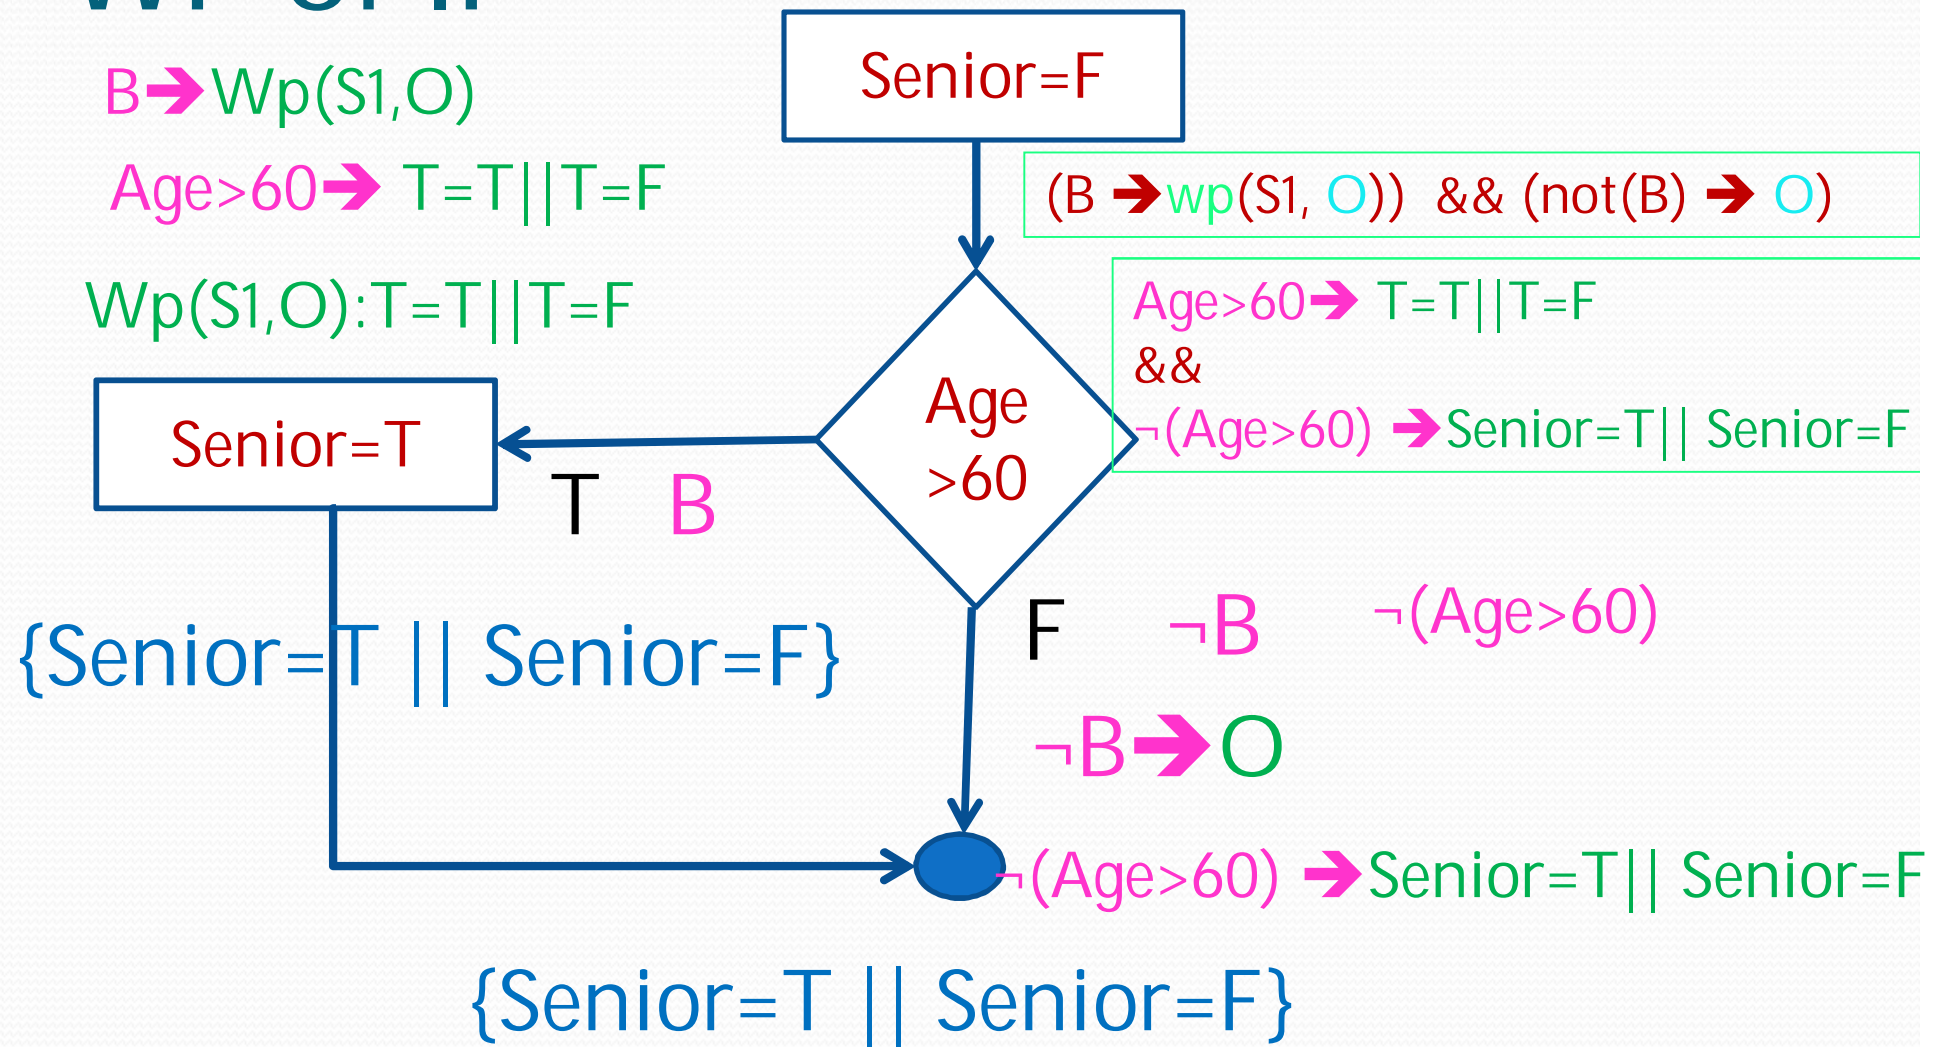 Senior=F
B➔Wp(S1,O)
Age>60➔ T=T||T=F
(B ➔wp(S1, O)) && (not(B) ➔ O)
Wp(S1,O):T=T||T=F
Age>60➔ T=T||T=F
&&
¬(Age>60) ➔Senior=T|| Senior=F
Senior=T
Age
>60
T B
F ¬B ¬(Age>60)
{Senior=T || Senior=F}
¬B➔O
¬(Age>60) ➔Senior=T|| Senior=F
{Senior=T || Senior=F}